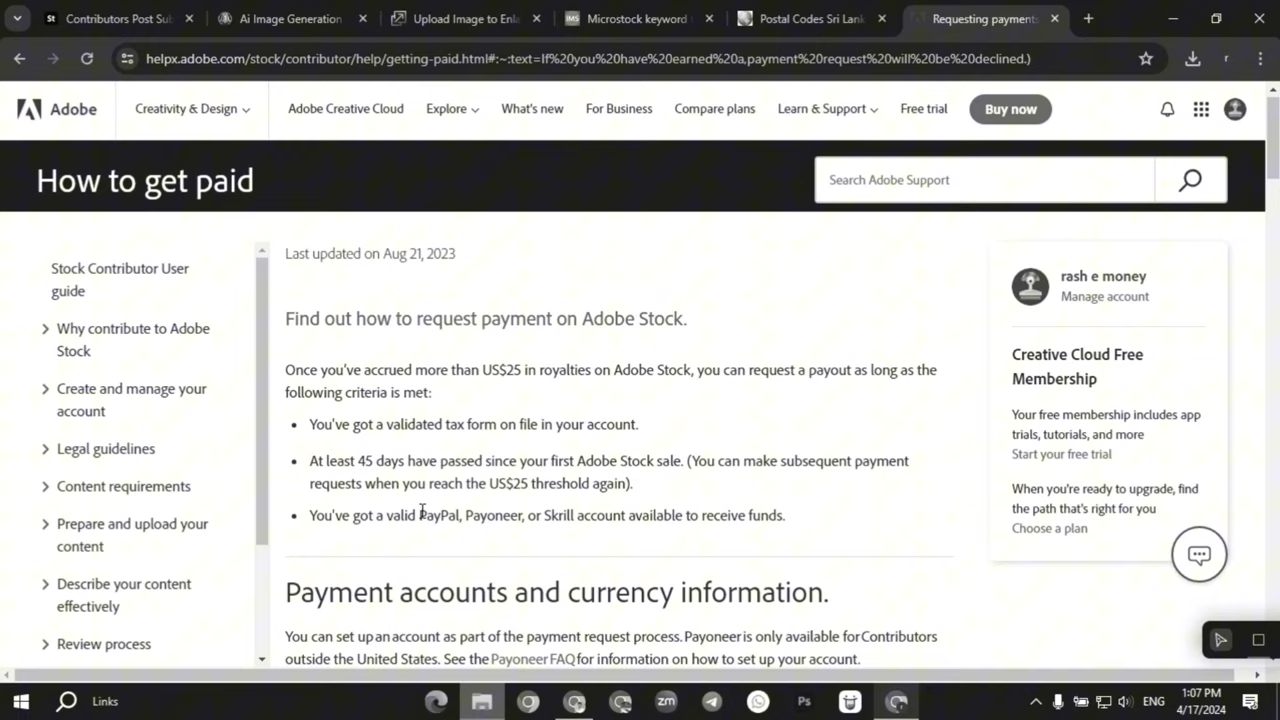 Contributors Post Sub
Ai Image Generation
Upload Image to Enla
Microstock keyword
Postal Codes Sri Lank
Requesting payments
helpx.adobe.com/stock/contributor/help/getting-paid.html#:~:text=If%20you%20have%20earned%20a,payment%20request%20will%20be%20declined.)
Adobe
Creativity & Design
Adobe Creative Cloud
Explore
What's new
For Business
Compare plans
Learn & Support
Free trial
Buy now
How to get paid
Search Adobe Support
Stock Contributor User
guide
Why contribute to Adobe
Stock
Create and manage your
account
Legal guidelines
Content requirements
Prepare and upload your
content
Describe your content
effectively
Review process
Last updated on Aug 21, 2023
Find out how to request payment on Adobe Stock.
Once you've accrued more than US$25 in royalties on Adobe Stock, you can request a payout as long as the
following criteria is met:
You've got a validated tax form on file in your account.
At least 45 days have passed since your first Adobe Stock sale. (You can make subsequent payment
requests when you reach the US$25 threshold again).
You've got a valid PayPal, Payoneer, or Skrill account available to receive funds.
Payment accounts and currency information.
You can set up an account as part of the payment request process. Payoneer is only available for Contributors
outside the United States. See the Payoneer FAQ for information on how to set up your account.
rash e money
Manage account
Creative Cloud Free
Membership
Your free membership includes app
trials, tutorials, and more
Start your free trial
When you're ready to upgrade, find
the path that's right for you
Choose a plan
Links
zm
Ps
ENG
1:07 PM
4/17/2024